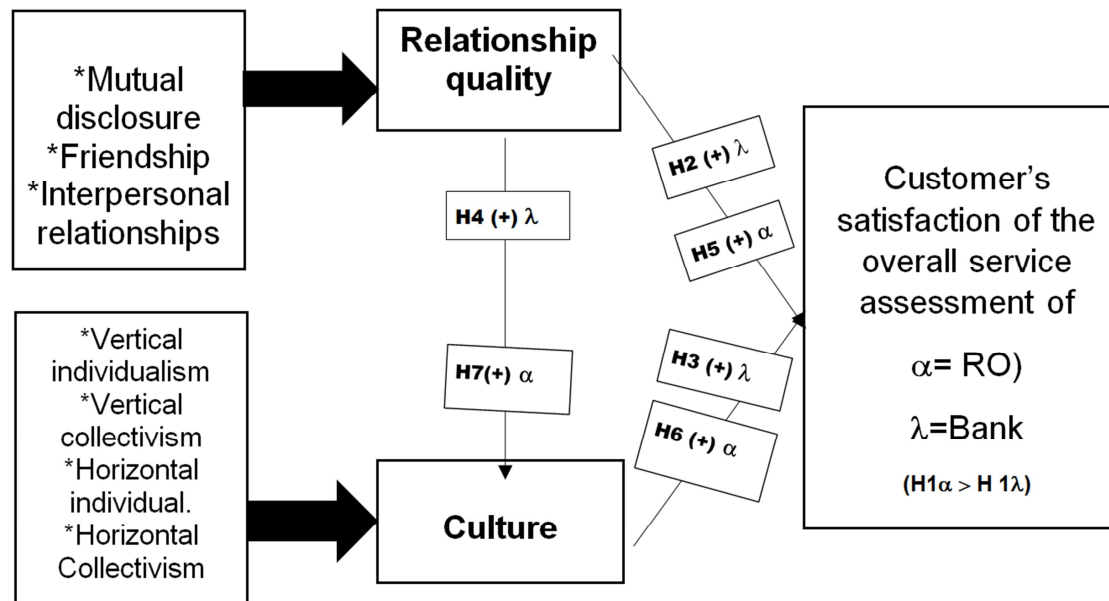 *Mutual
disclosure
*Friendship
*Interpersonal
relationships
Relationship
quality
H2 (+) λ
H5 (+) α
H4 (+) λ
H7(+) α
H3 (+) λ
H6 (+) α
*Vertical
individualism
*Vertical
collectivism
*Horizontal
individual.
*Horizontal
Collectivism
Culture
Customer’s
satisfaction of the
overall service
assessment of
α= RO)
λ=Bank
(H1α > H 1λ)